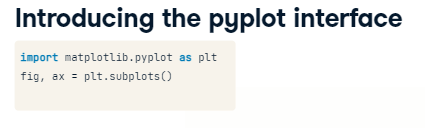 Introducing the pyplot interface
import matplotlib.pyplot as plt
fig, ax = plt.subplots()